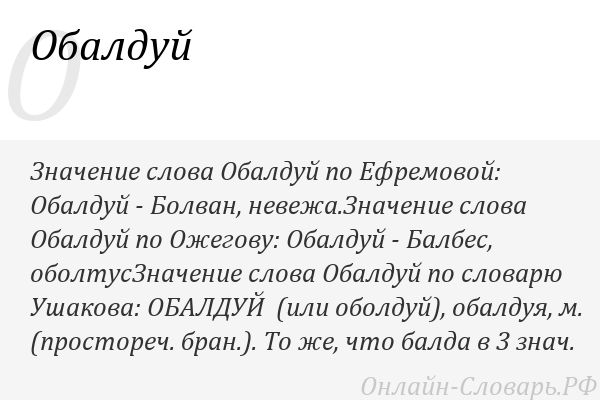 Обалдуй
Значение слова Обалдуй по Ефремовой:
Обалдуй - Болван, невежа.Значение слова
Обалдуй по Ожегову: Обалдуй - Балбес,
оболтусЗначение слова Обалдуй по словарю
Ушакова: ОБАЛДУЙ (или оболдуй), обалдуя, м.
(простореч. бран.). То же, что балда в 3 знач.
Онлайн-Словарь.РФ